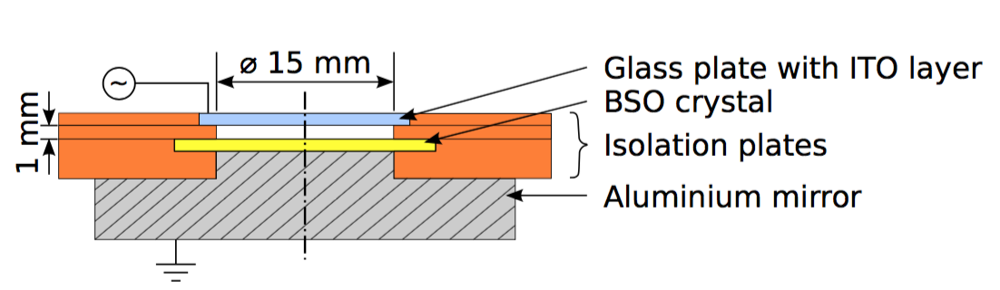 ⌀ 15 mm
~
1 mm
Glass plate with ITO layer
BSO crystal
Isolation plates
Aluminium mirror